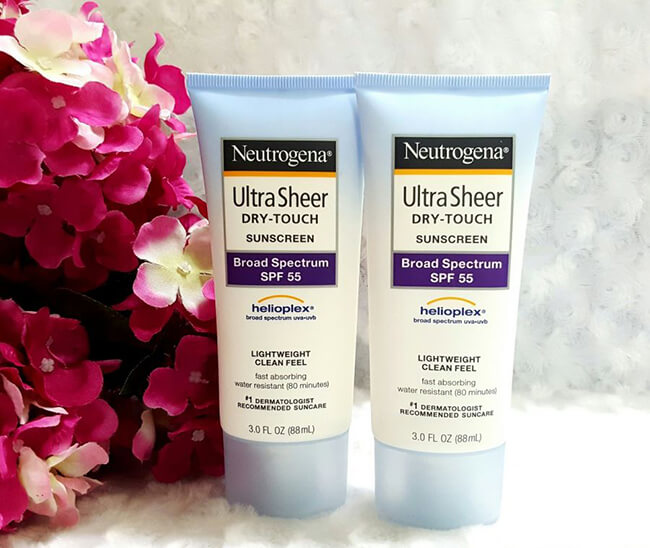 Neutrogena®
Ultra Sheer
DRY-TOUCH
SUNSCREEN
Broad Spectrum
SPF 55
helioplex®
broad spectrum uva•uvb
LIGHTWEIGHT
CLEAN FEEL
fast absorbing
water resistant (80 minutes)
#1 DERMATOLOGIST
RECOMMENDED SUNCARE
3.0 FL OZ (88mL)
Neutrogena®
Ultra Sheer
DRY-TOUCH
SUNSCREEN
Broad Spectrum
SPF 55
helioplex®
broad spectrum uva•uvb
LIGHTWEIGHT
CLEAN FEEL
fast absorbing
water resistant (80 minutes)
#1 DERMATOLOGIST
RECOMMENDED SUNCARE
3.0 FL OZ (88mL)